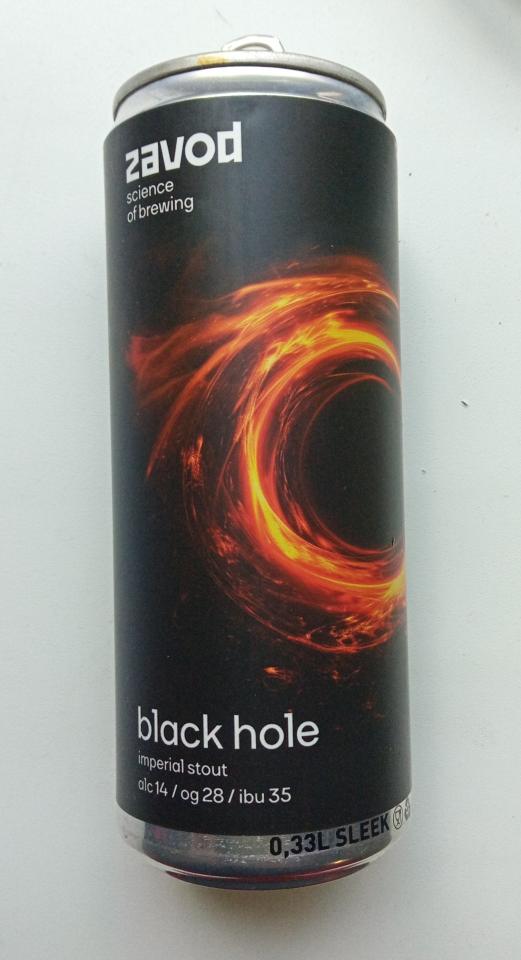 zavod
science
of brewing
black hole
imperial stout
alc 14 / og 28 / ibu 35
0,33L SLEEK